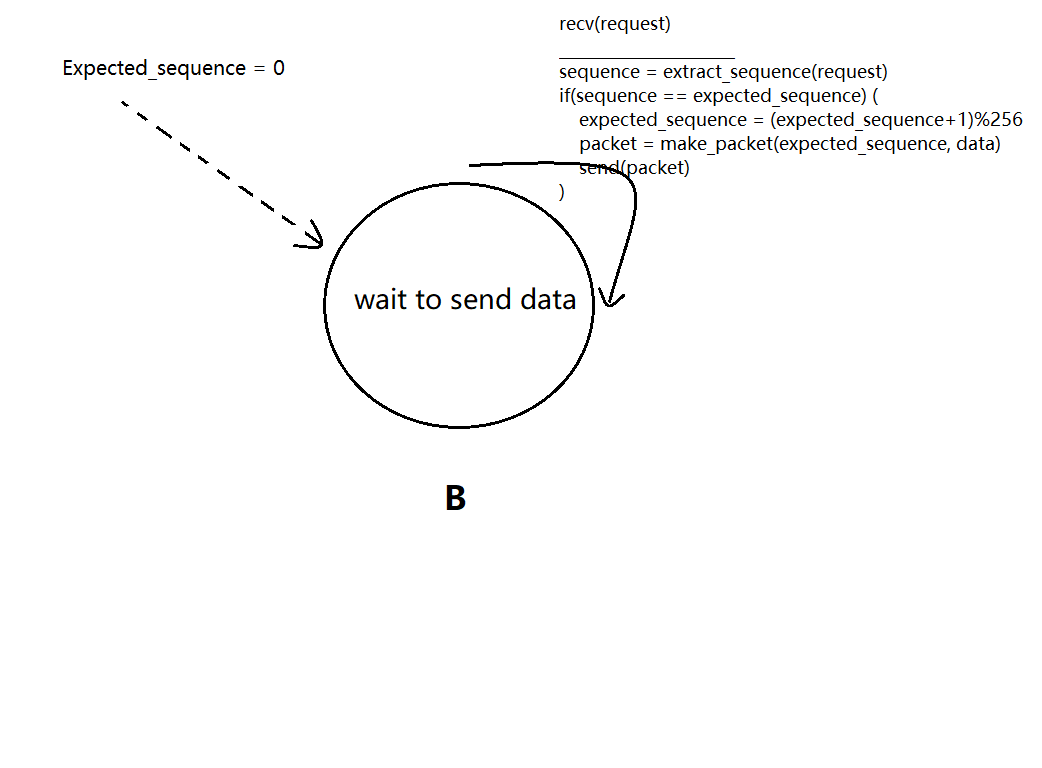 Expected_sequence = 0
recv(request)
sequence = extract_sequence(request)
if(sequence == expected_sequence) (
expected_sequence = (expected_sequence+1)%256
packet = make_packet(expected_sequence, data)
send(packet)
)
wait to send data
B